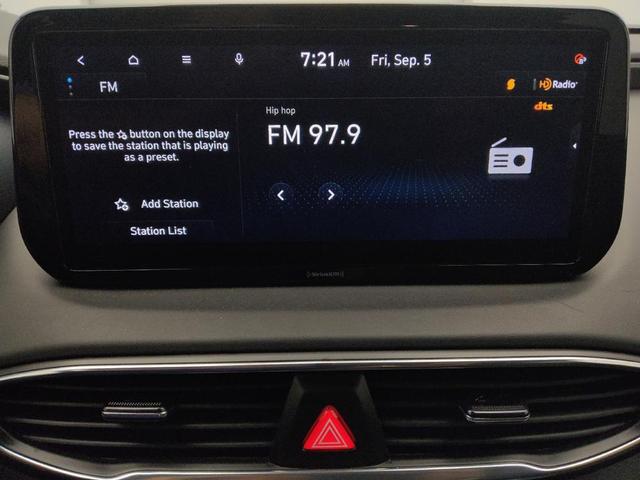 7:21 AM
Fri, Sep. 5
FM
HD Radio
dts
Hip hop
FM 97.9
Press the button on the display
to save the station that is playing
as a preset.
Add Station
Station List
SiriusXM